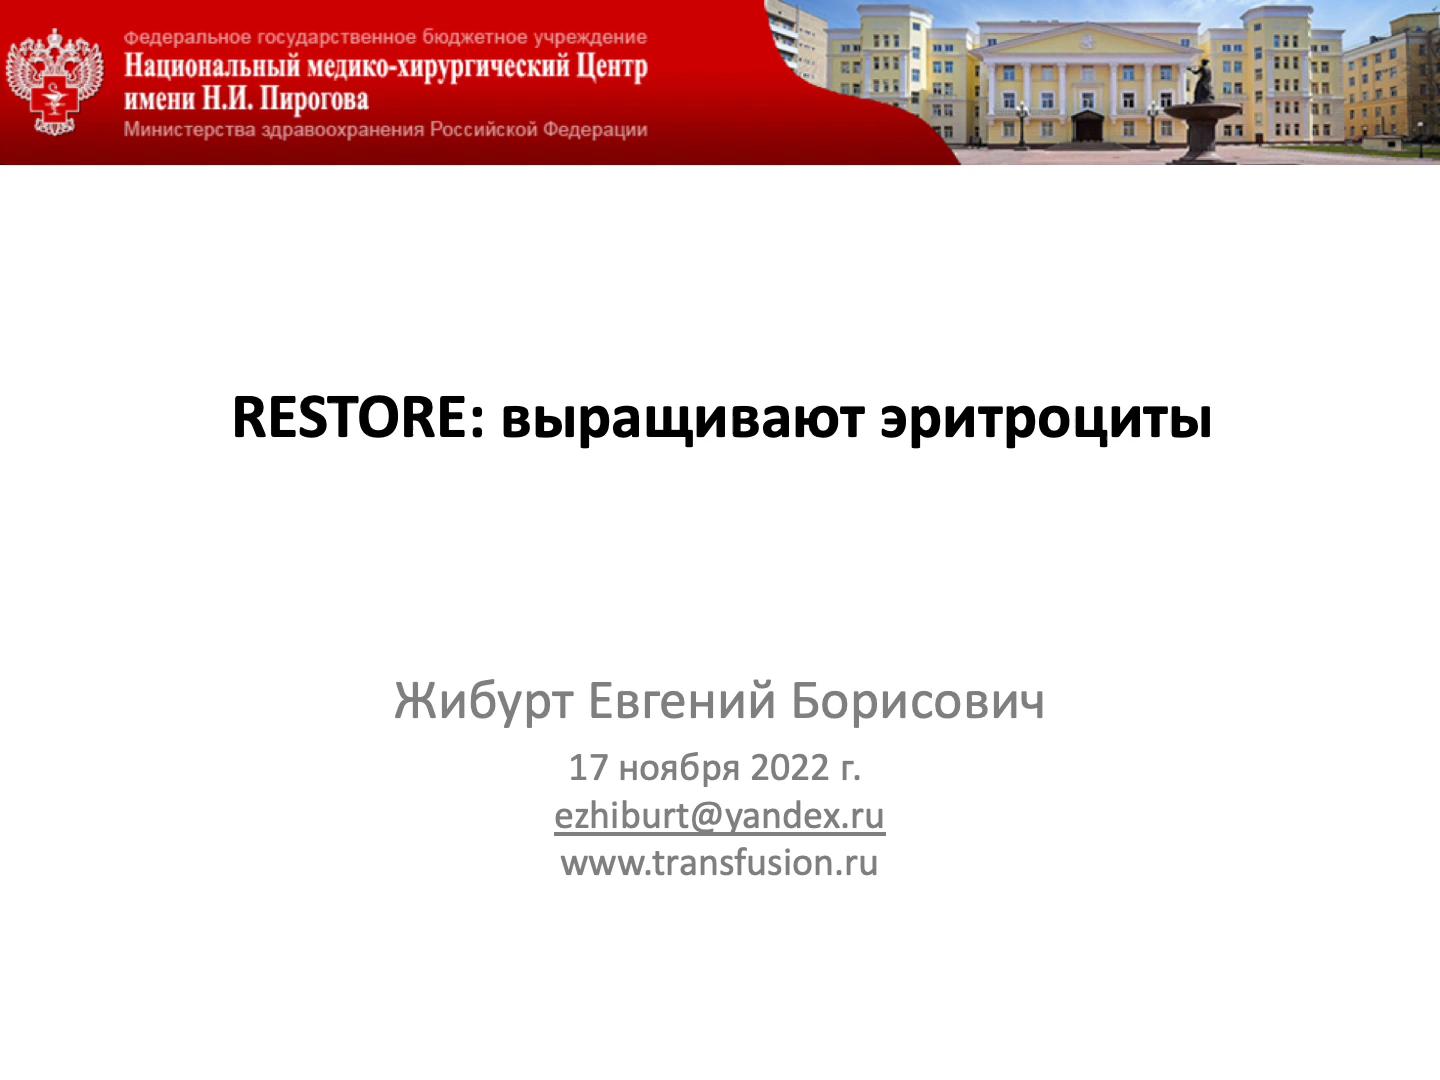 Федеральное государственное бюджетное учреждение
Национальный медико-хирургический Центр
имени Н.И. Пирогова
Министерства здравоохранения Российской Федерации
RESTORE: выращивают эритроциты
Жибурт Евгений Борисович
17 ноября 2022 г.
ezhiburt@yandex.ru
www.transfusion.ru